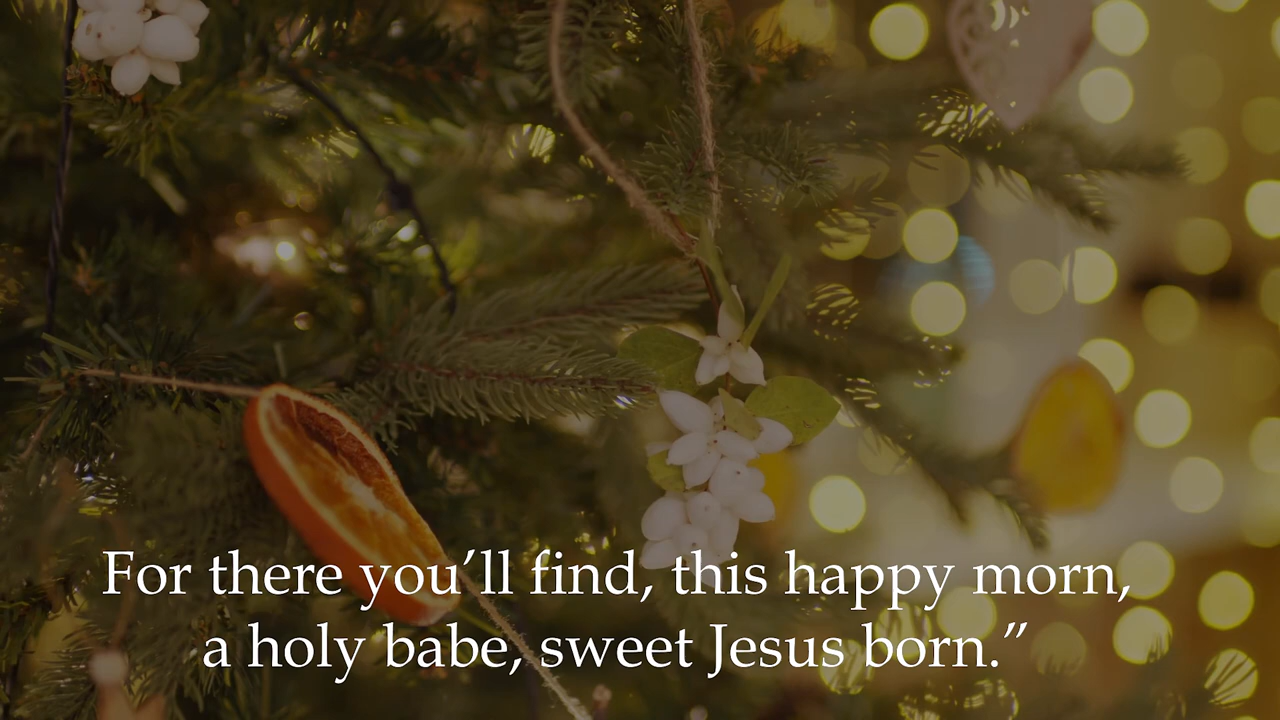 For there you’ll find, this happy morn,
a holy babe, sweet Jesus born.”